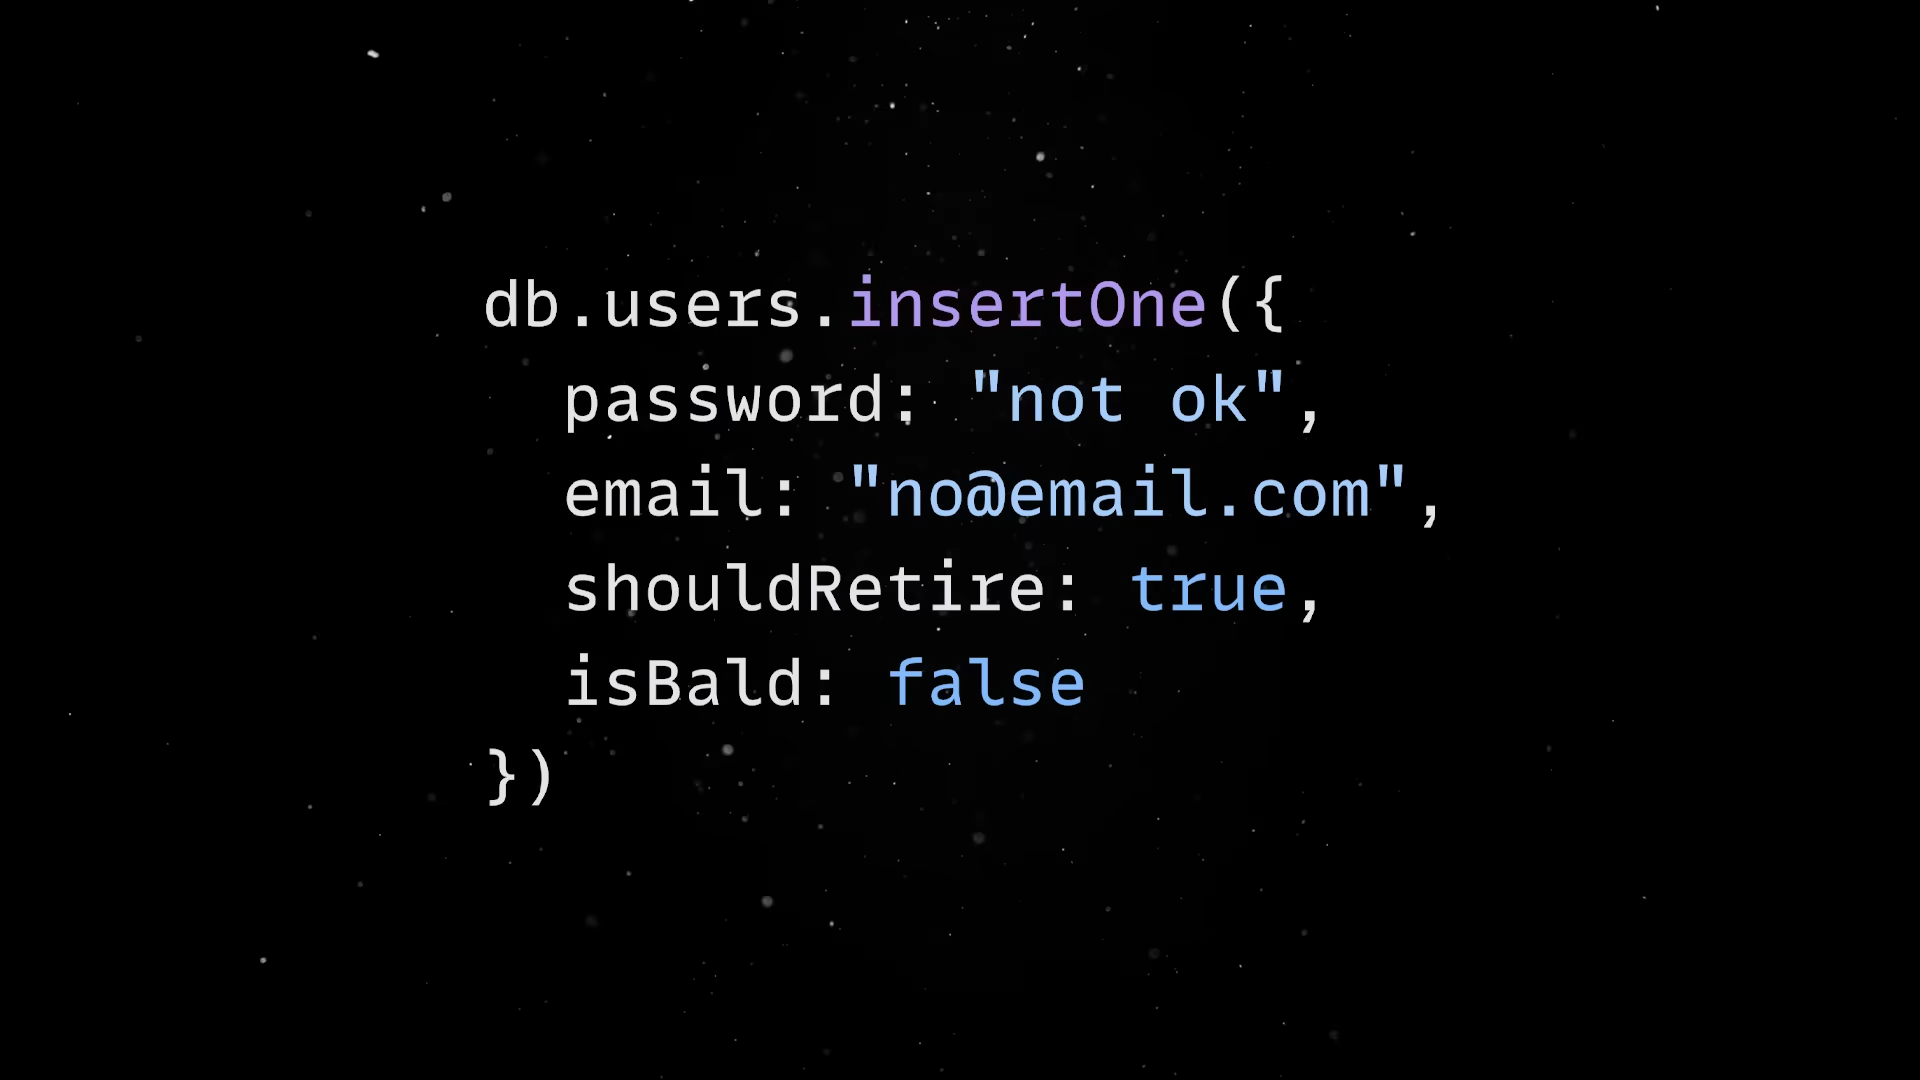 db.users.insertOne({
password: "not ok",
email: "no@email.com",
shouldRetire: true,
isBald: false
})